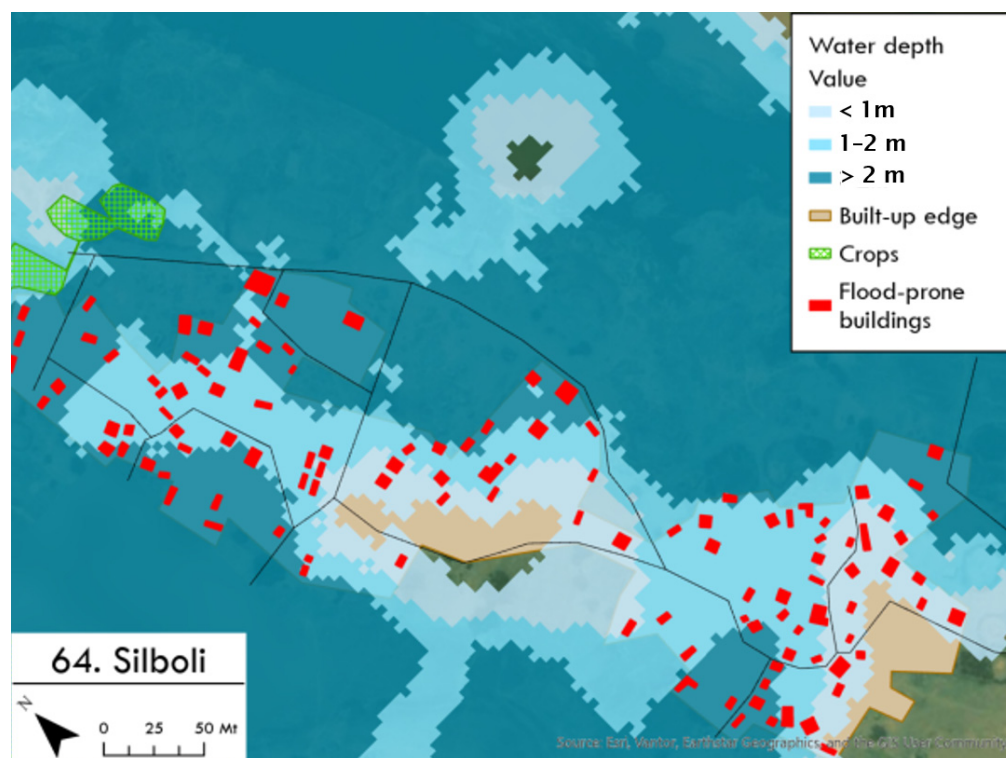 Water depth
Value
< 1m
1-2 m
> 2 m
Built-up edge
Crops
Flood-prone
buildings
64. Silboli
N
0 25 50 Mt
Source: Esri, Vantor, Earthstar Geographics, and the GIS User Community